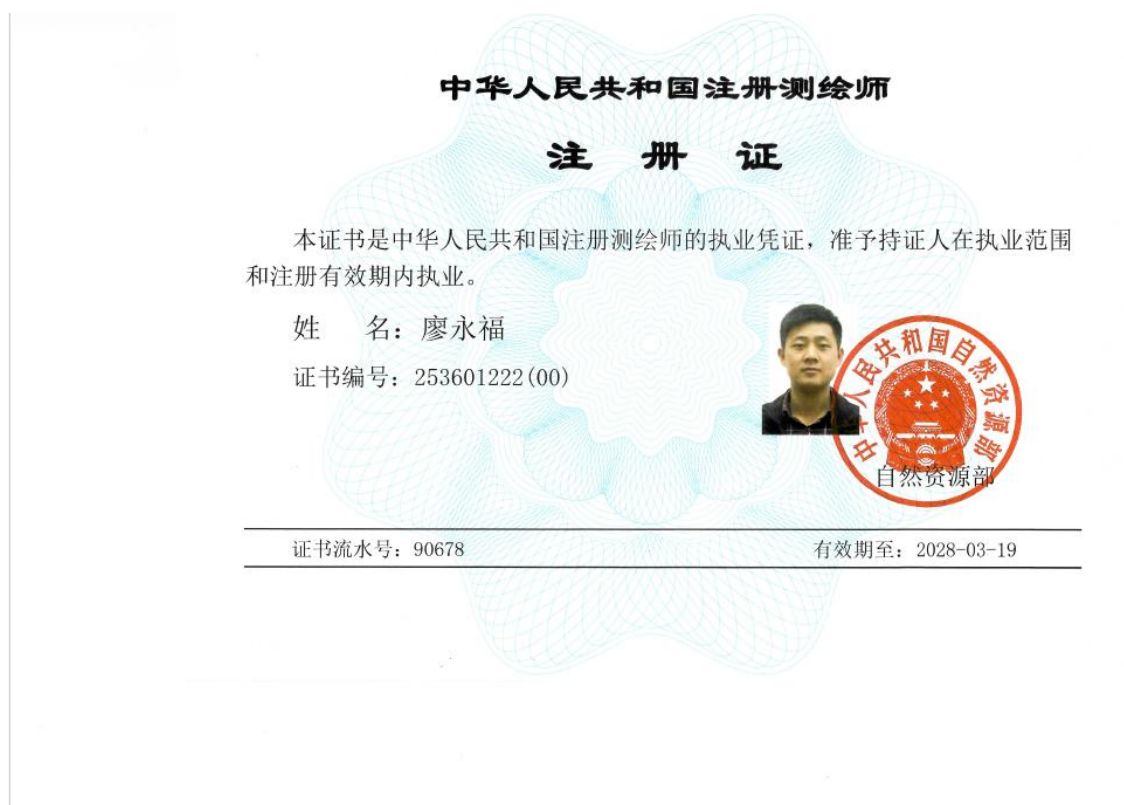 中华人民共和国注册测绘师
注 册 证
本证书是中华人民共和国注册测绘师的执业凭证，准予持证人在执业范围
和注册有效期内执业。
姓 名：廖永福
证书编号：253601222(00)
中华人民共和国自然资源部
自然资源部
证书流水号：90678
有效期至：2028-03-19